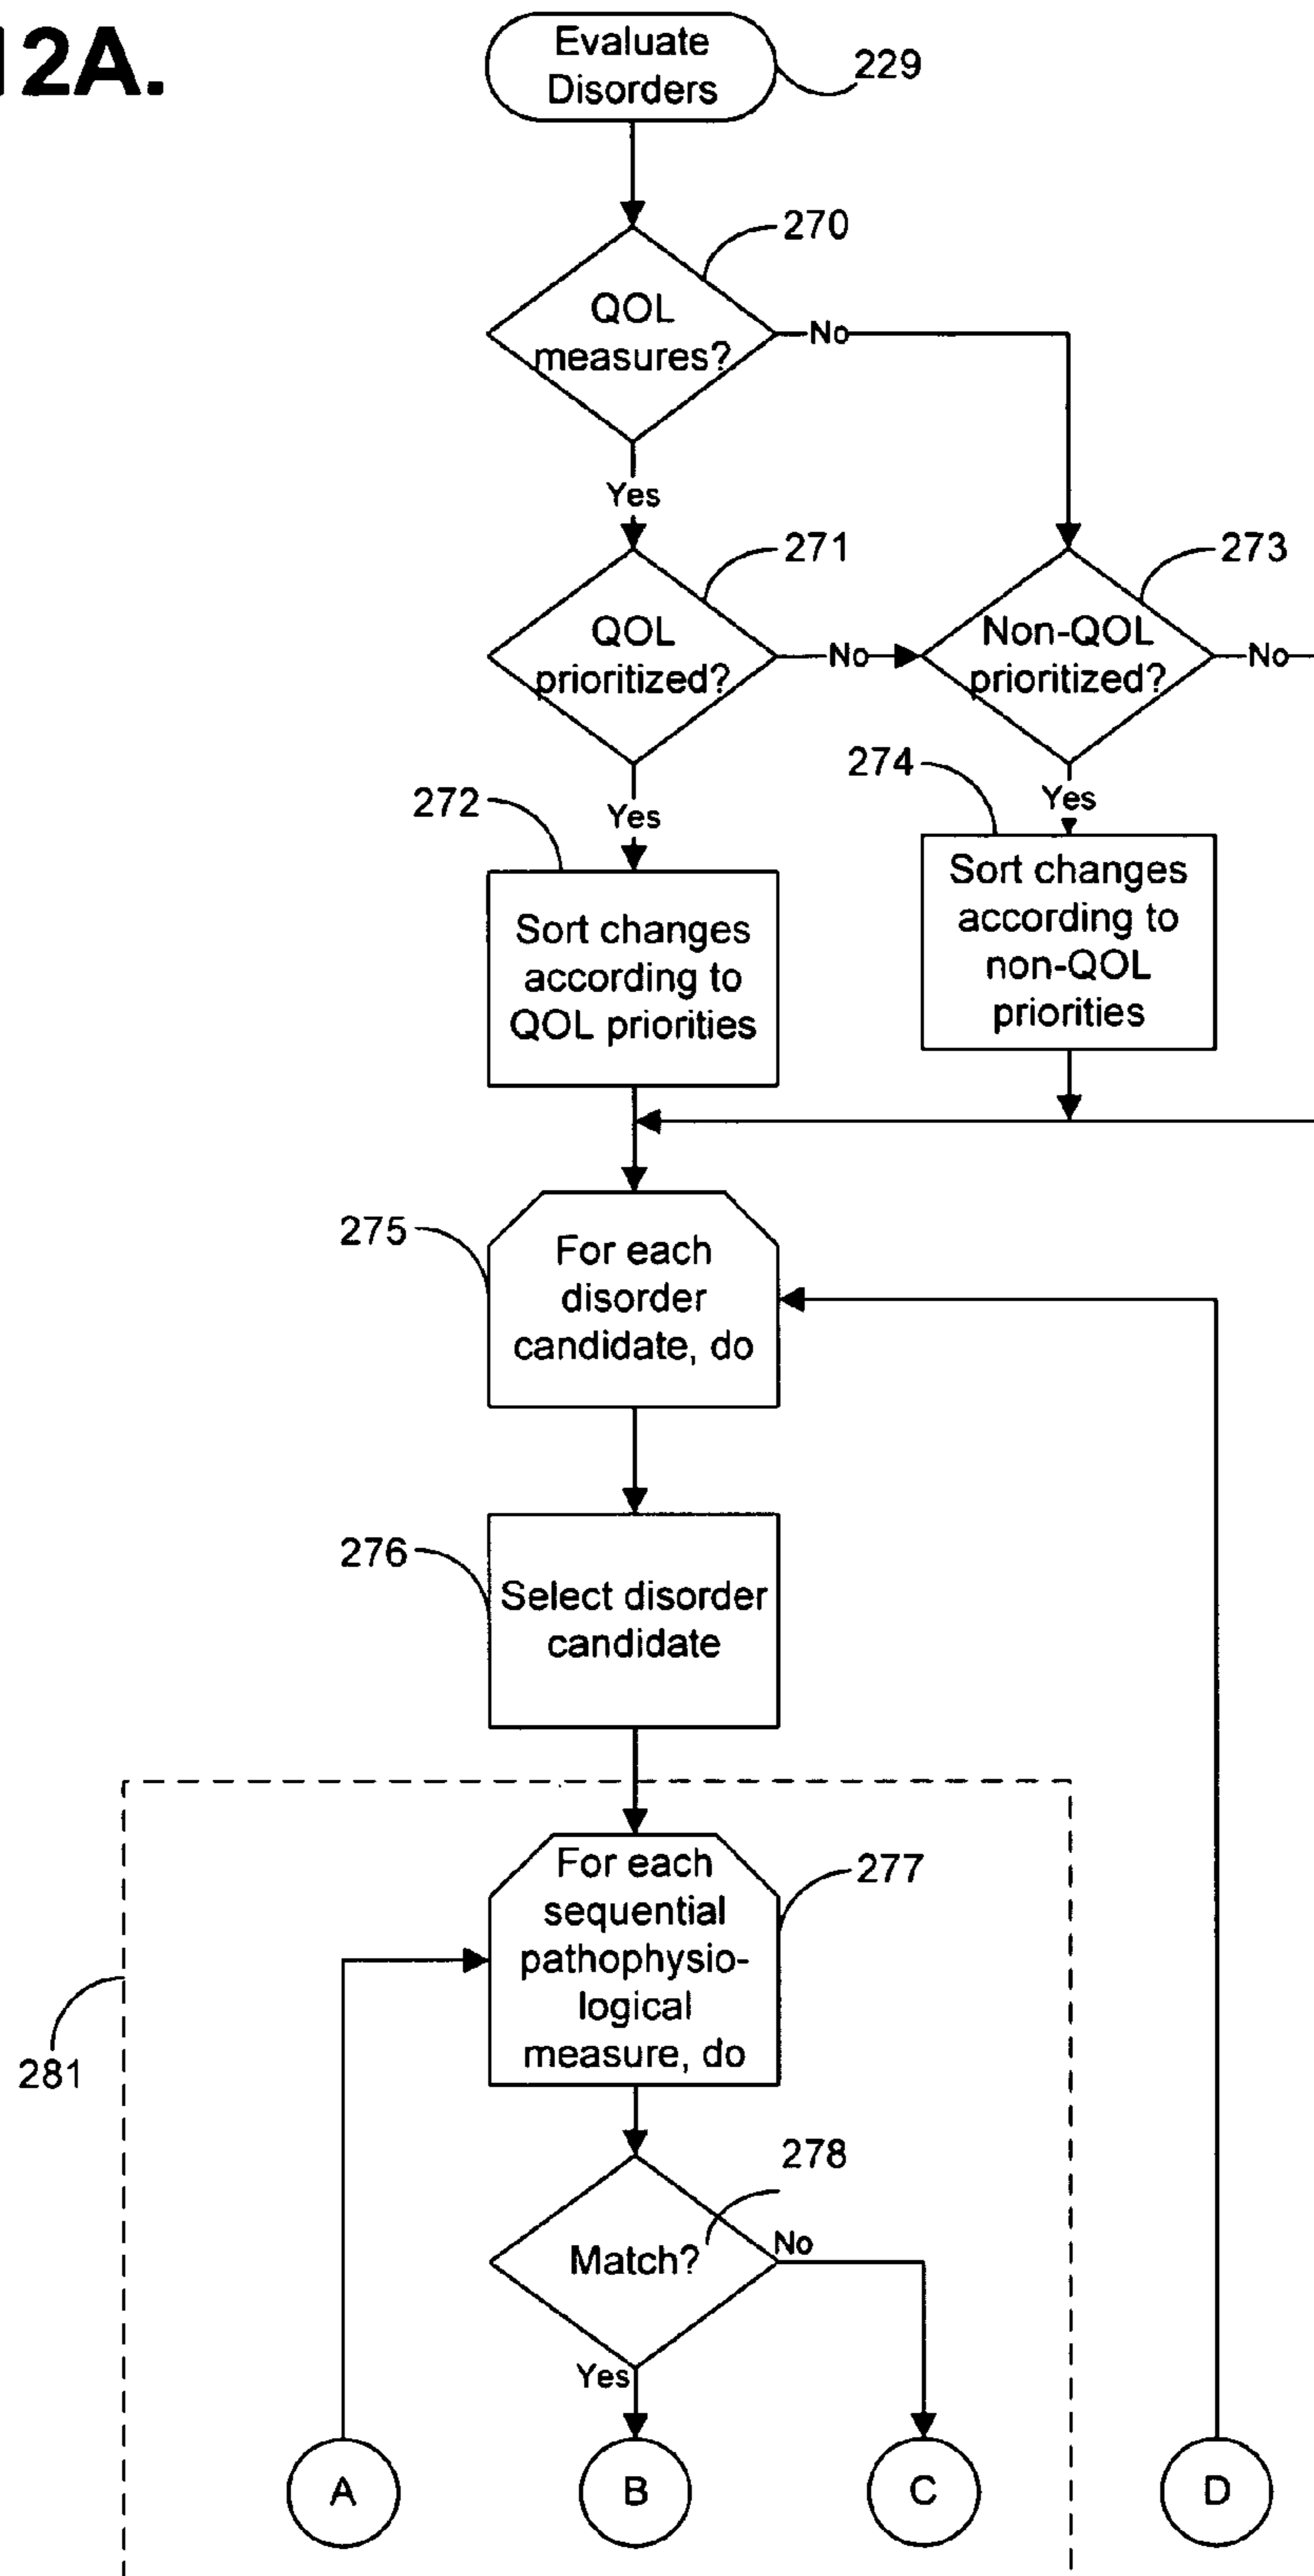 12A.
Evaluate
Disorders
229
270
QOL
measures?
No
Yes
271
273
QOL
prioritized?
No
Non-QOL
prioritized?
No
274
272
Yes
Yes
Sort changes
according to
QOL priorities
Sort changes
according to
non-QOL
priorities
275
For each
disorder
candidate, do
276
Select disorder
candidate
For each
sequential
pathophysio-
logical
measure, do
277
281
278
Match?
No
Yes
A
B
C
D